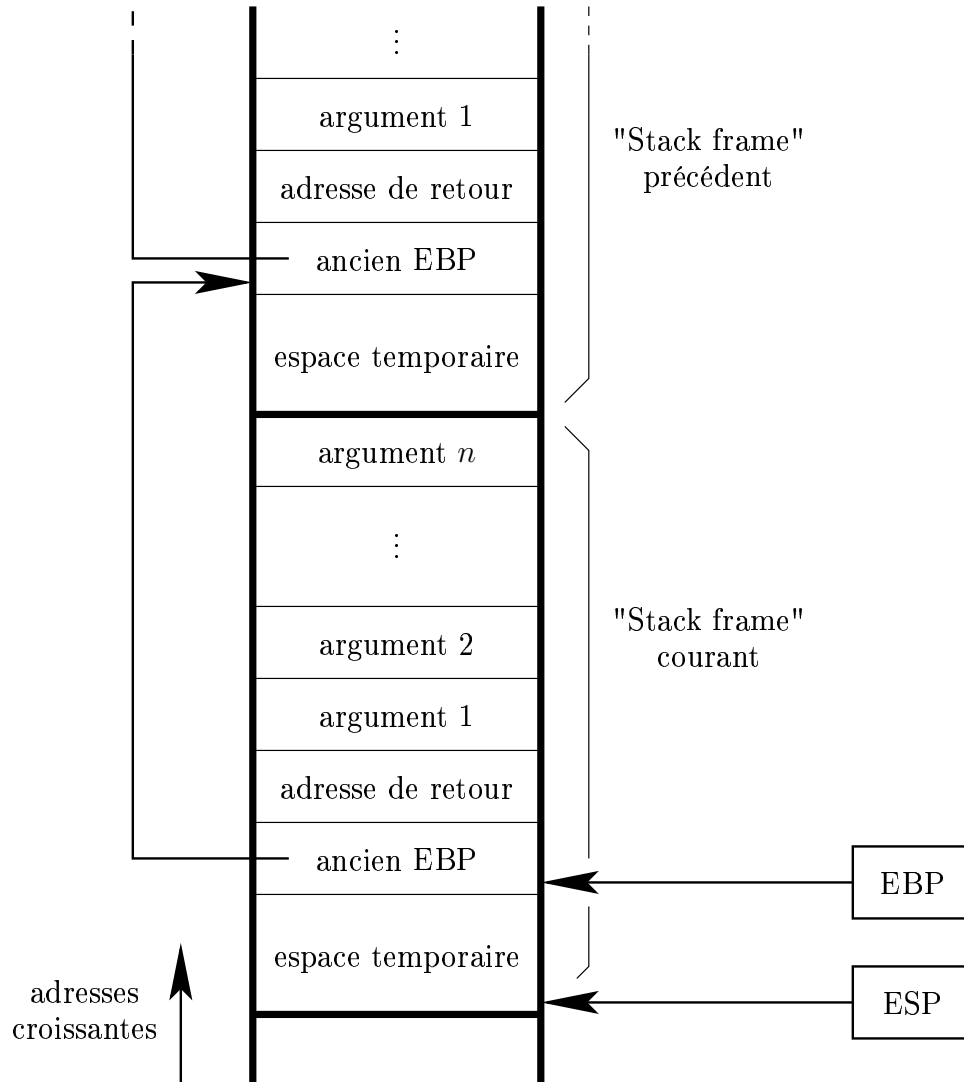 ⋮
argument 1
"Stack frame"
précédent
adresse de retour
ancien EBP
espace temporaire
argument n
⋮
"Stack frame"
courant
argument 2
argument 1
adresse de retour
ancien EBP
EBP
espace temporaire
adresses
croissantes
ESP